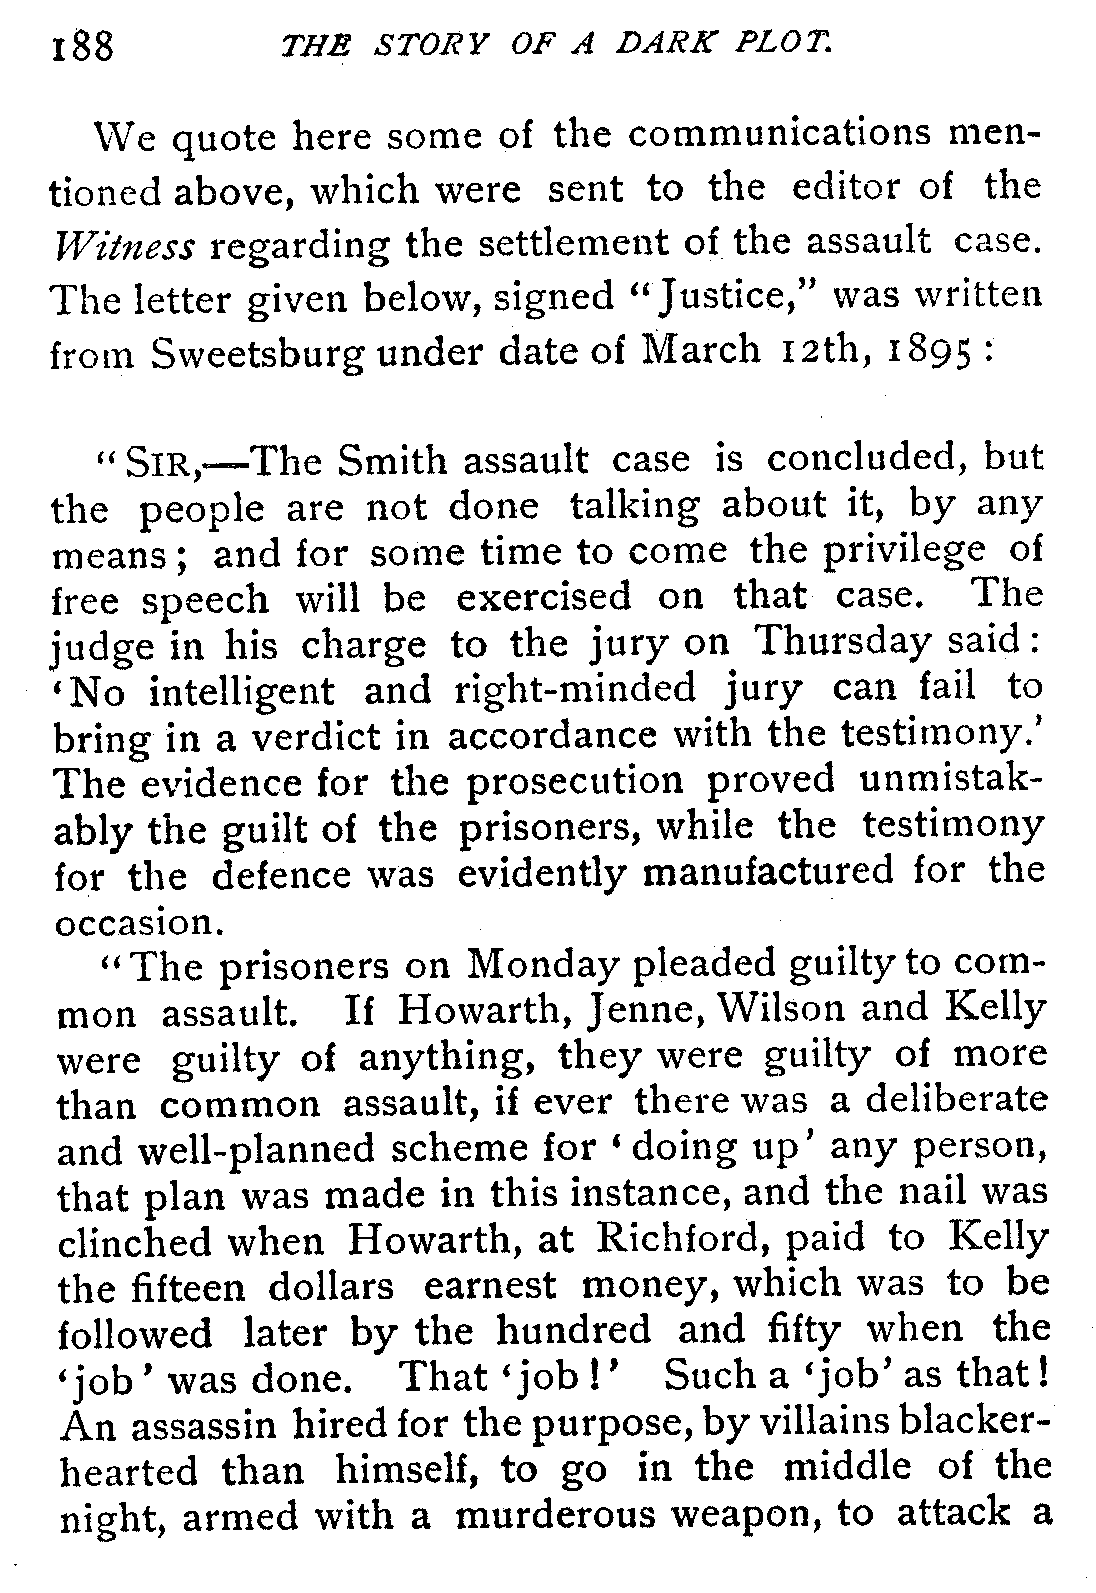 188 THE STORY OF A DARK PLOT.
We quote here some of the communications men-
tioned above, which were sent to the editor of the
Witness regarding the settlement of the assault case.
The letter given below, signed “Justice,” was written
from Sweetsburg under date of March 12th, 1895 :
“SIR,—The Smith assault case is concluded, but
the people are not done talking about it, by any
means ; and for some time to come the privilege of
free speech will be exercised on that case. The
judge in his charge to the jury on Thursday said :
‘No intelligent and right-minded jury can fail to
bring in a verdict in accordance with the testimony.’
The evidence for the prosecution proved unmistak-
ably the guilt of the prisoners, while the testimony
for the defence was evidently manufactured for the
occasion.
“The prisoners on Monday pleaded guilty to com-
mon assault. If Howarth, Jenne, Wilson and Kelly
were guilty of anything, they were guilty of more
than common assault, if ever there was a deliberate
and well-planned scheme for ‘doing up’ any person,
that plan was made in this instance, and the nail was
clinched when Howarth, at Richford, paid to Kelly
the fifteen dollars earnest money, which was to be
followed later by the hundred and fifty when the
‘job’ was done. That ‘job !’ Such a ‘job’ as that !
An assassin hired for the purpose, by villains blacker-
hearted than himself, to go in the middle of the
night, armed with a murderous weapon, to attack a